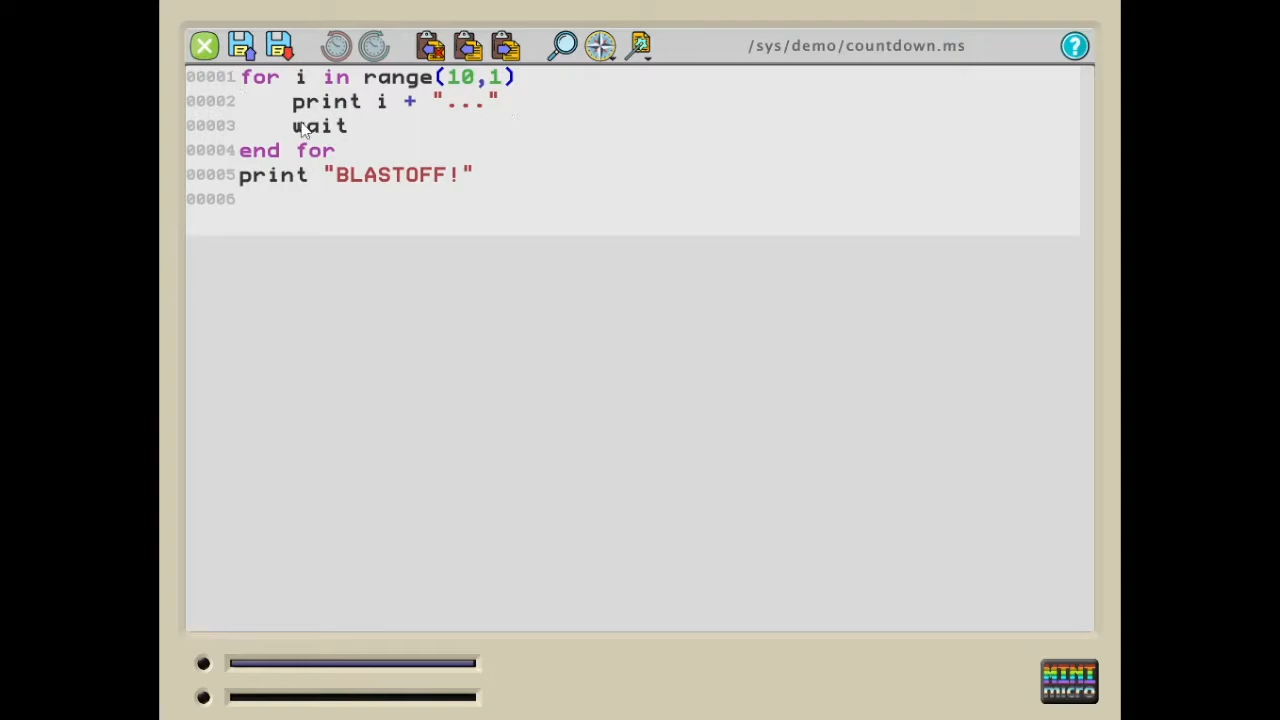 /sys/demo/countdown.ms
00001 for i in range(10,1)
00002     print i + "..."
00003     wait
00004 end for
00005 print "BLASTOFF!"
00006
MINI
micro